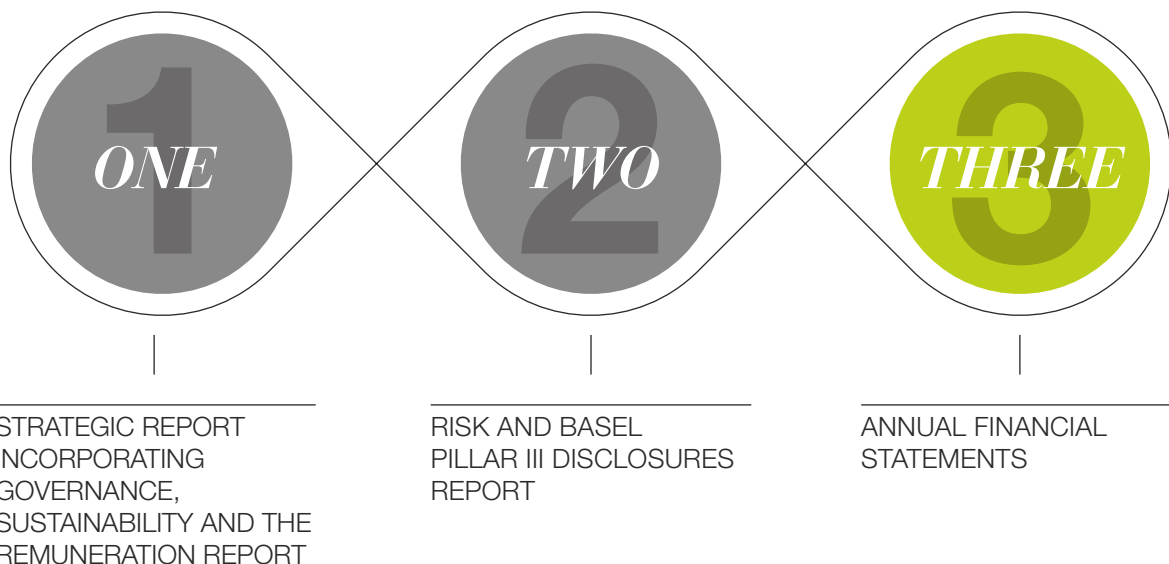 1
ONE
2
TWO
3
THREE
STRATEGIC REPORT
INCORPORATING
GOVERNANCE,
SUSTAINABILITY AND THE
REMUNERATION REPORT
RISK AND BASEL
PILLAR III DISCLOSURES
REPORT
ANNUAL FINANCIAL
STATEMENTS